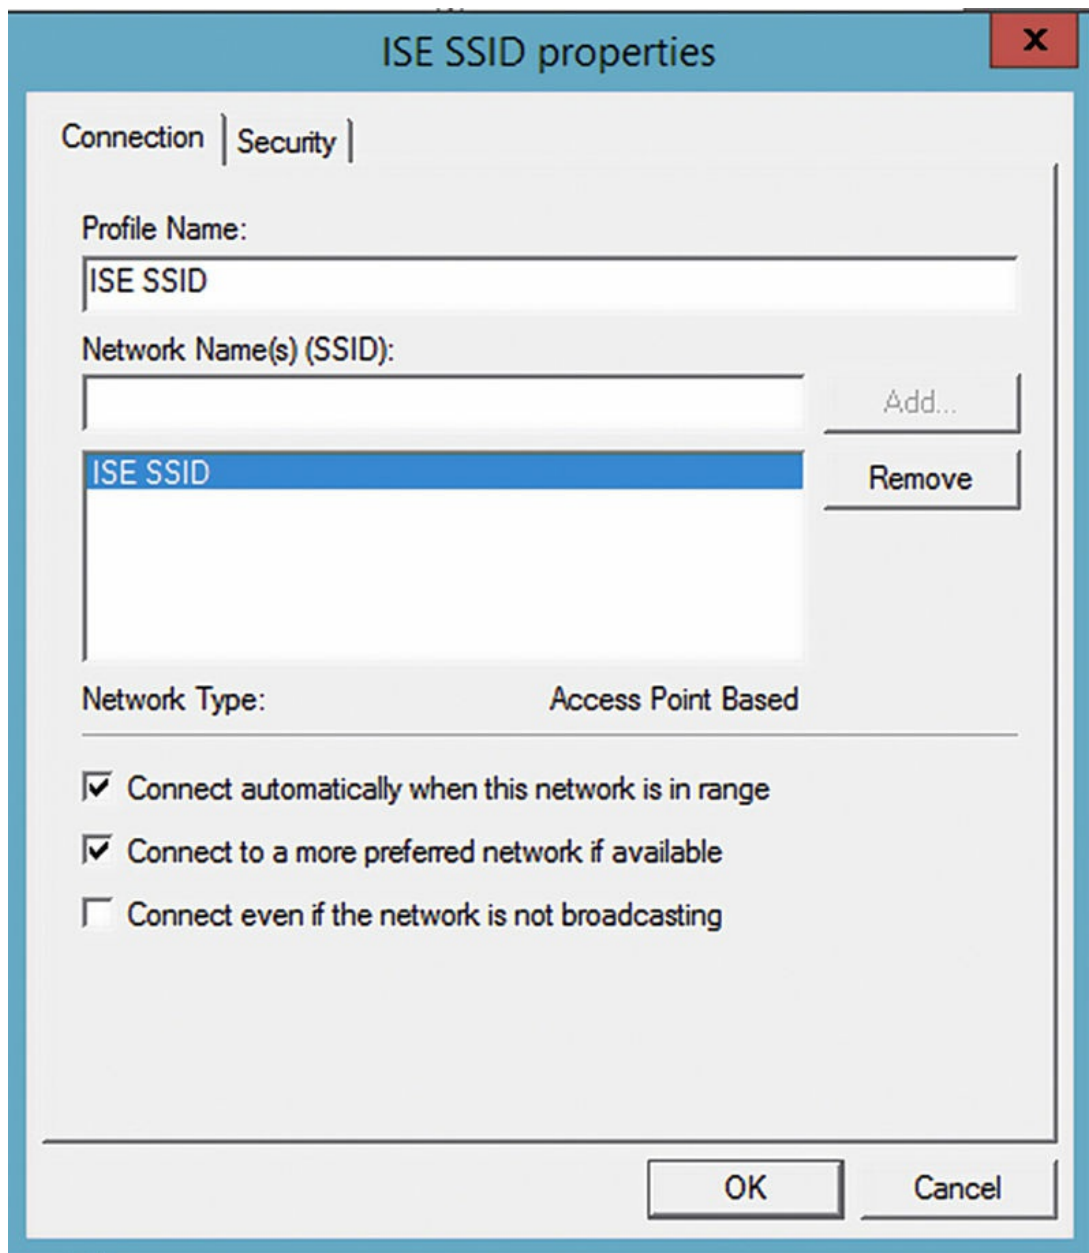 ISE SSID properties
x
Connection
Security
Profile Name:
ISE SSID
Network Name(s) (SSID):
Add...
ISE SSID
Remove
Network Type: Access Point Based
Connect automatically when this network is in range
Connect to a more preferred network if available
Connect even if the network is not broadcasting
OK
Cancel